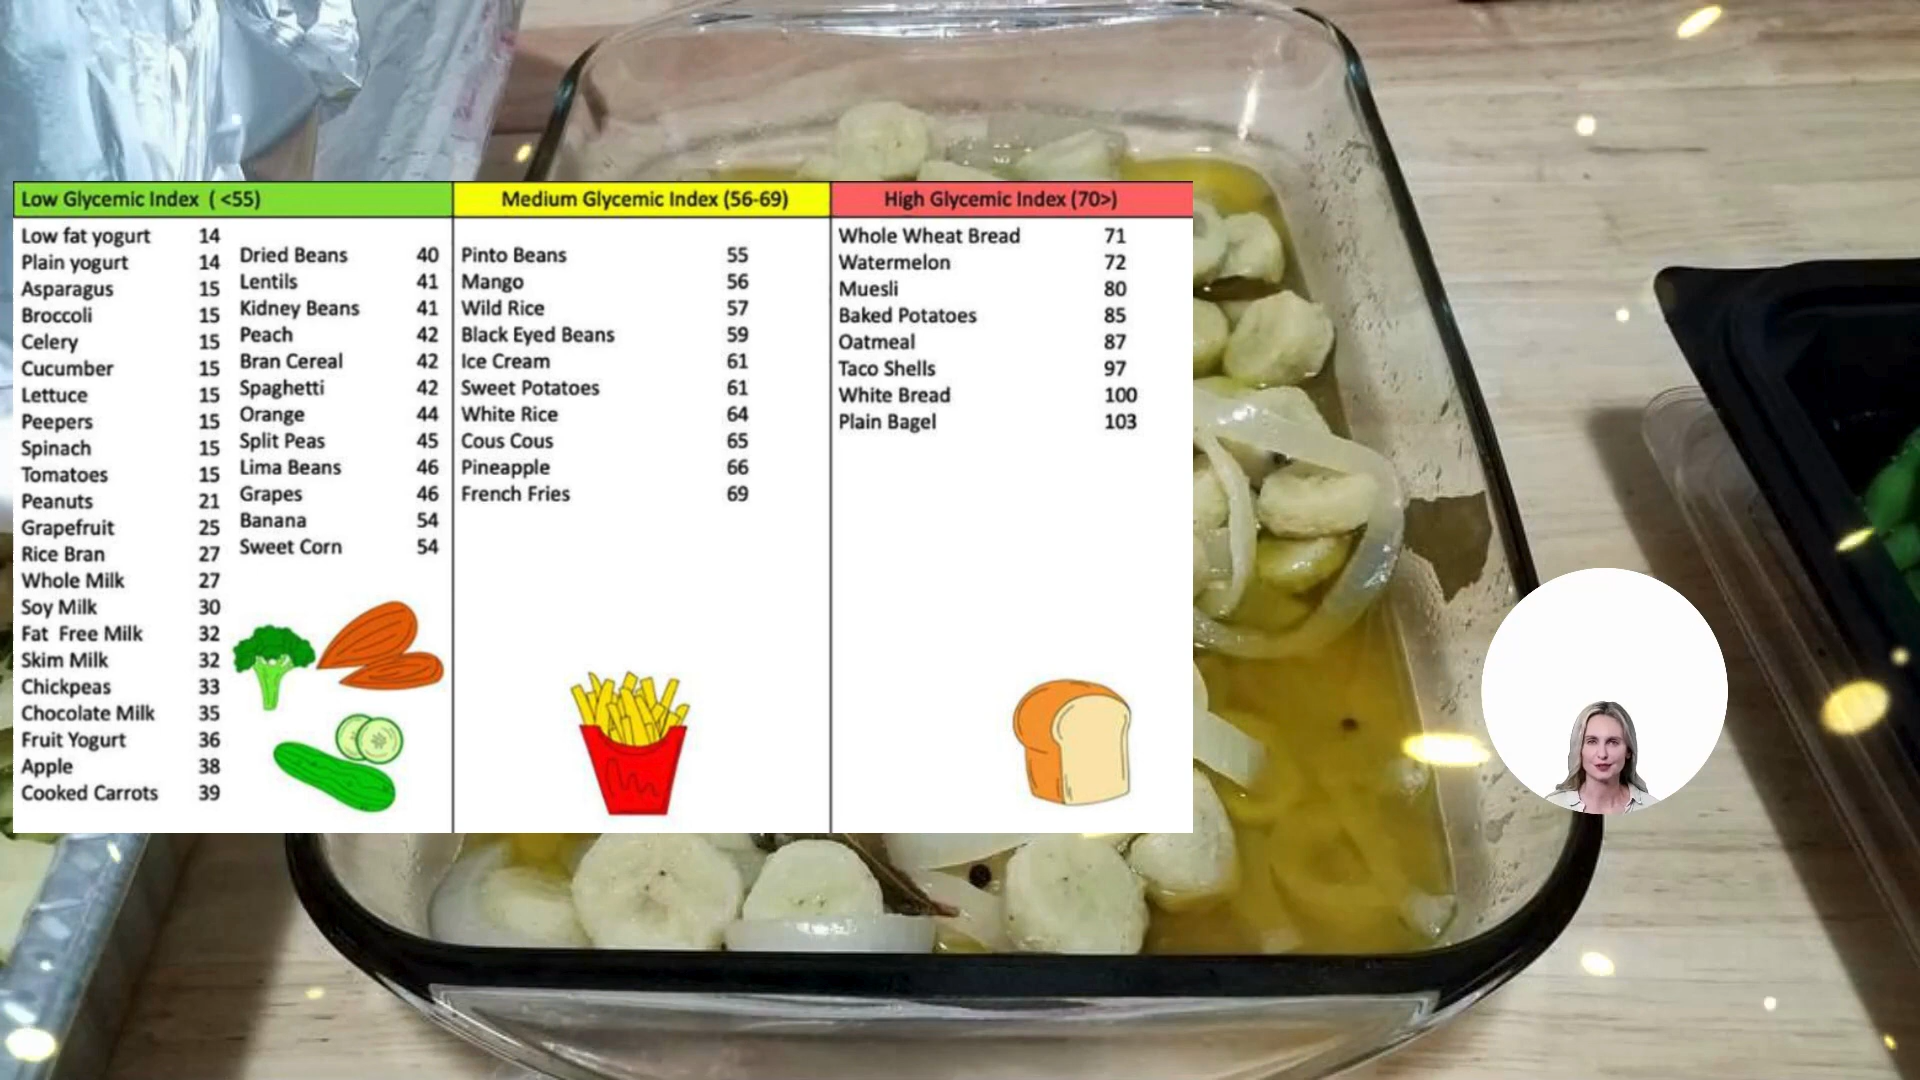 Low Glycemic Index ( <55)
Low fat yogurt 14
Plain yogurt 14
Asparagus 15
Broccoli 15
Celery 15
Cucumber 15
Lettuce 15
Peepers 15
Spinach 15
Tomatoes 15
Peanuts 21
Grapefruit 25
Rice Bran 27
Whole Milk 27
Soy Milk 30
Fat Free Milk 32
Skim Milk 32
Chickpeas 33
Chocolate Milk 35
Fruit Yogurt 36
Apple 38
Cooked Carrots 39
Dried Beans 40
Lentils 41
Kidney Beans 41
Peach 42
Bran Cereal 42
Spaghetti 42
Orange 44
Split Peas 45
Lima Beans 46
Grapes 46
Banana 54
Sweet Corn 54
Medium Glycemic Index (56-69)
Pinto Beans 55
Mango 56
Wild Rice 57
Black Eyed Beans 59
Ice Cream 61
Sweet Potatoes 61
White Rice 64
Cous Cous 65
Pineapple 66
French Fries 69
High Glycemic Index (70>)
Whole Wheat Bread 71
Watermelon 72
Muesli 80
Baked Potatoes 85
Oatmeal 87
Taco Shells 97
White Bread 100
Plain Bagel 103